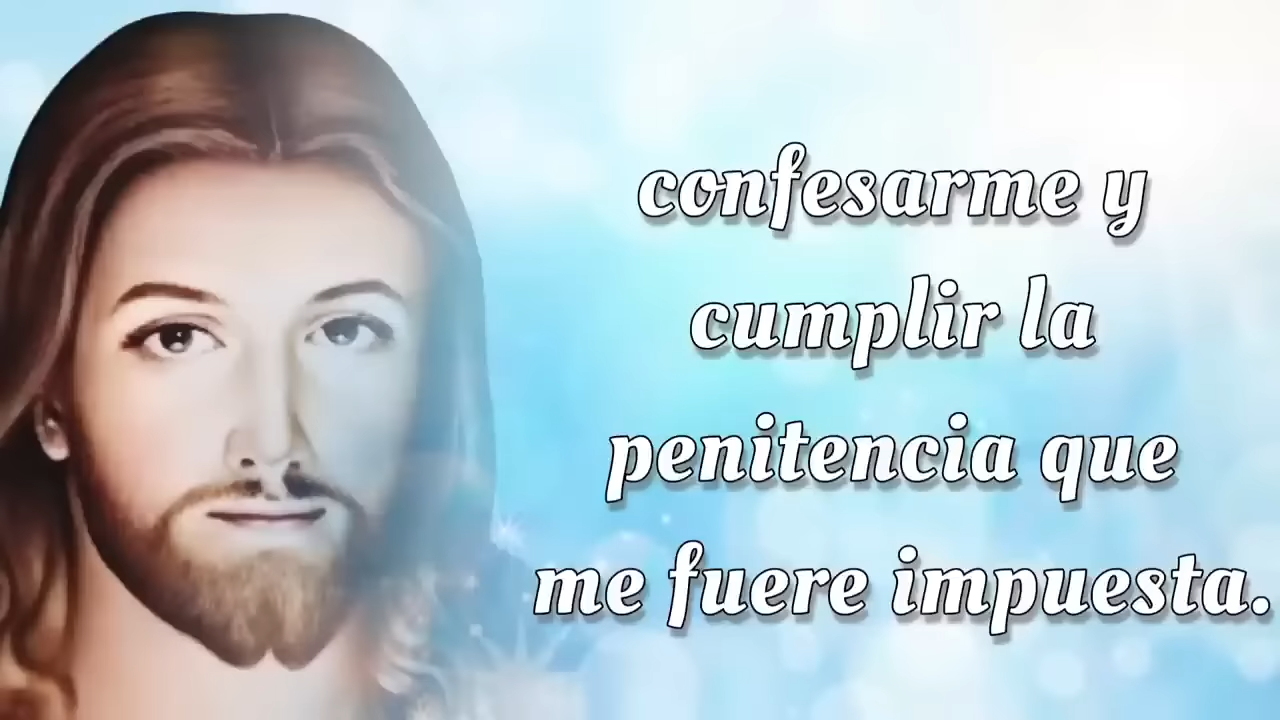 confesarme y
cumplir la
penitencia que
me fuere impuesta.